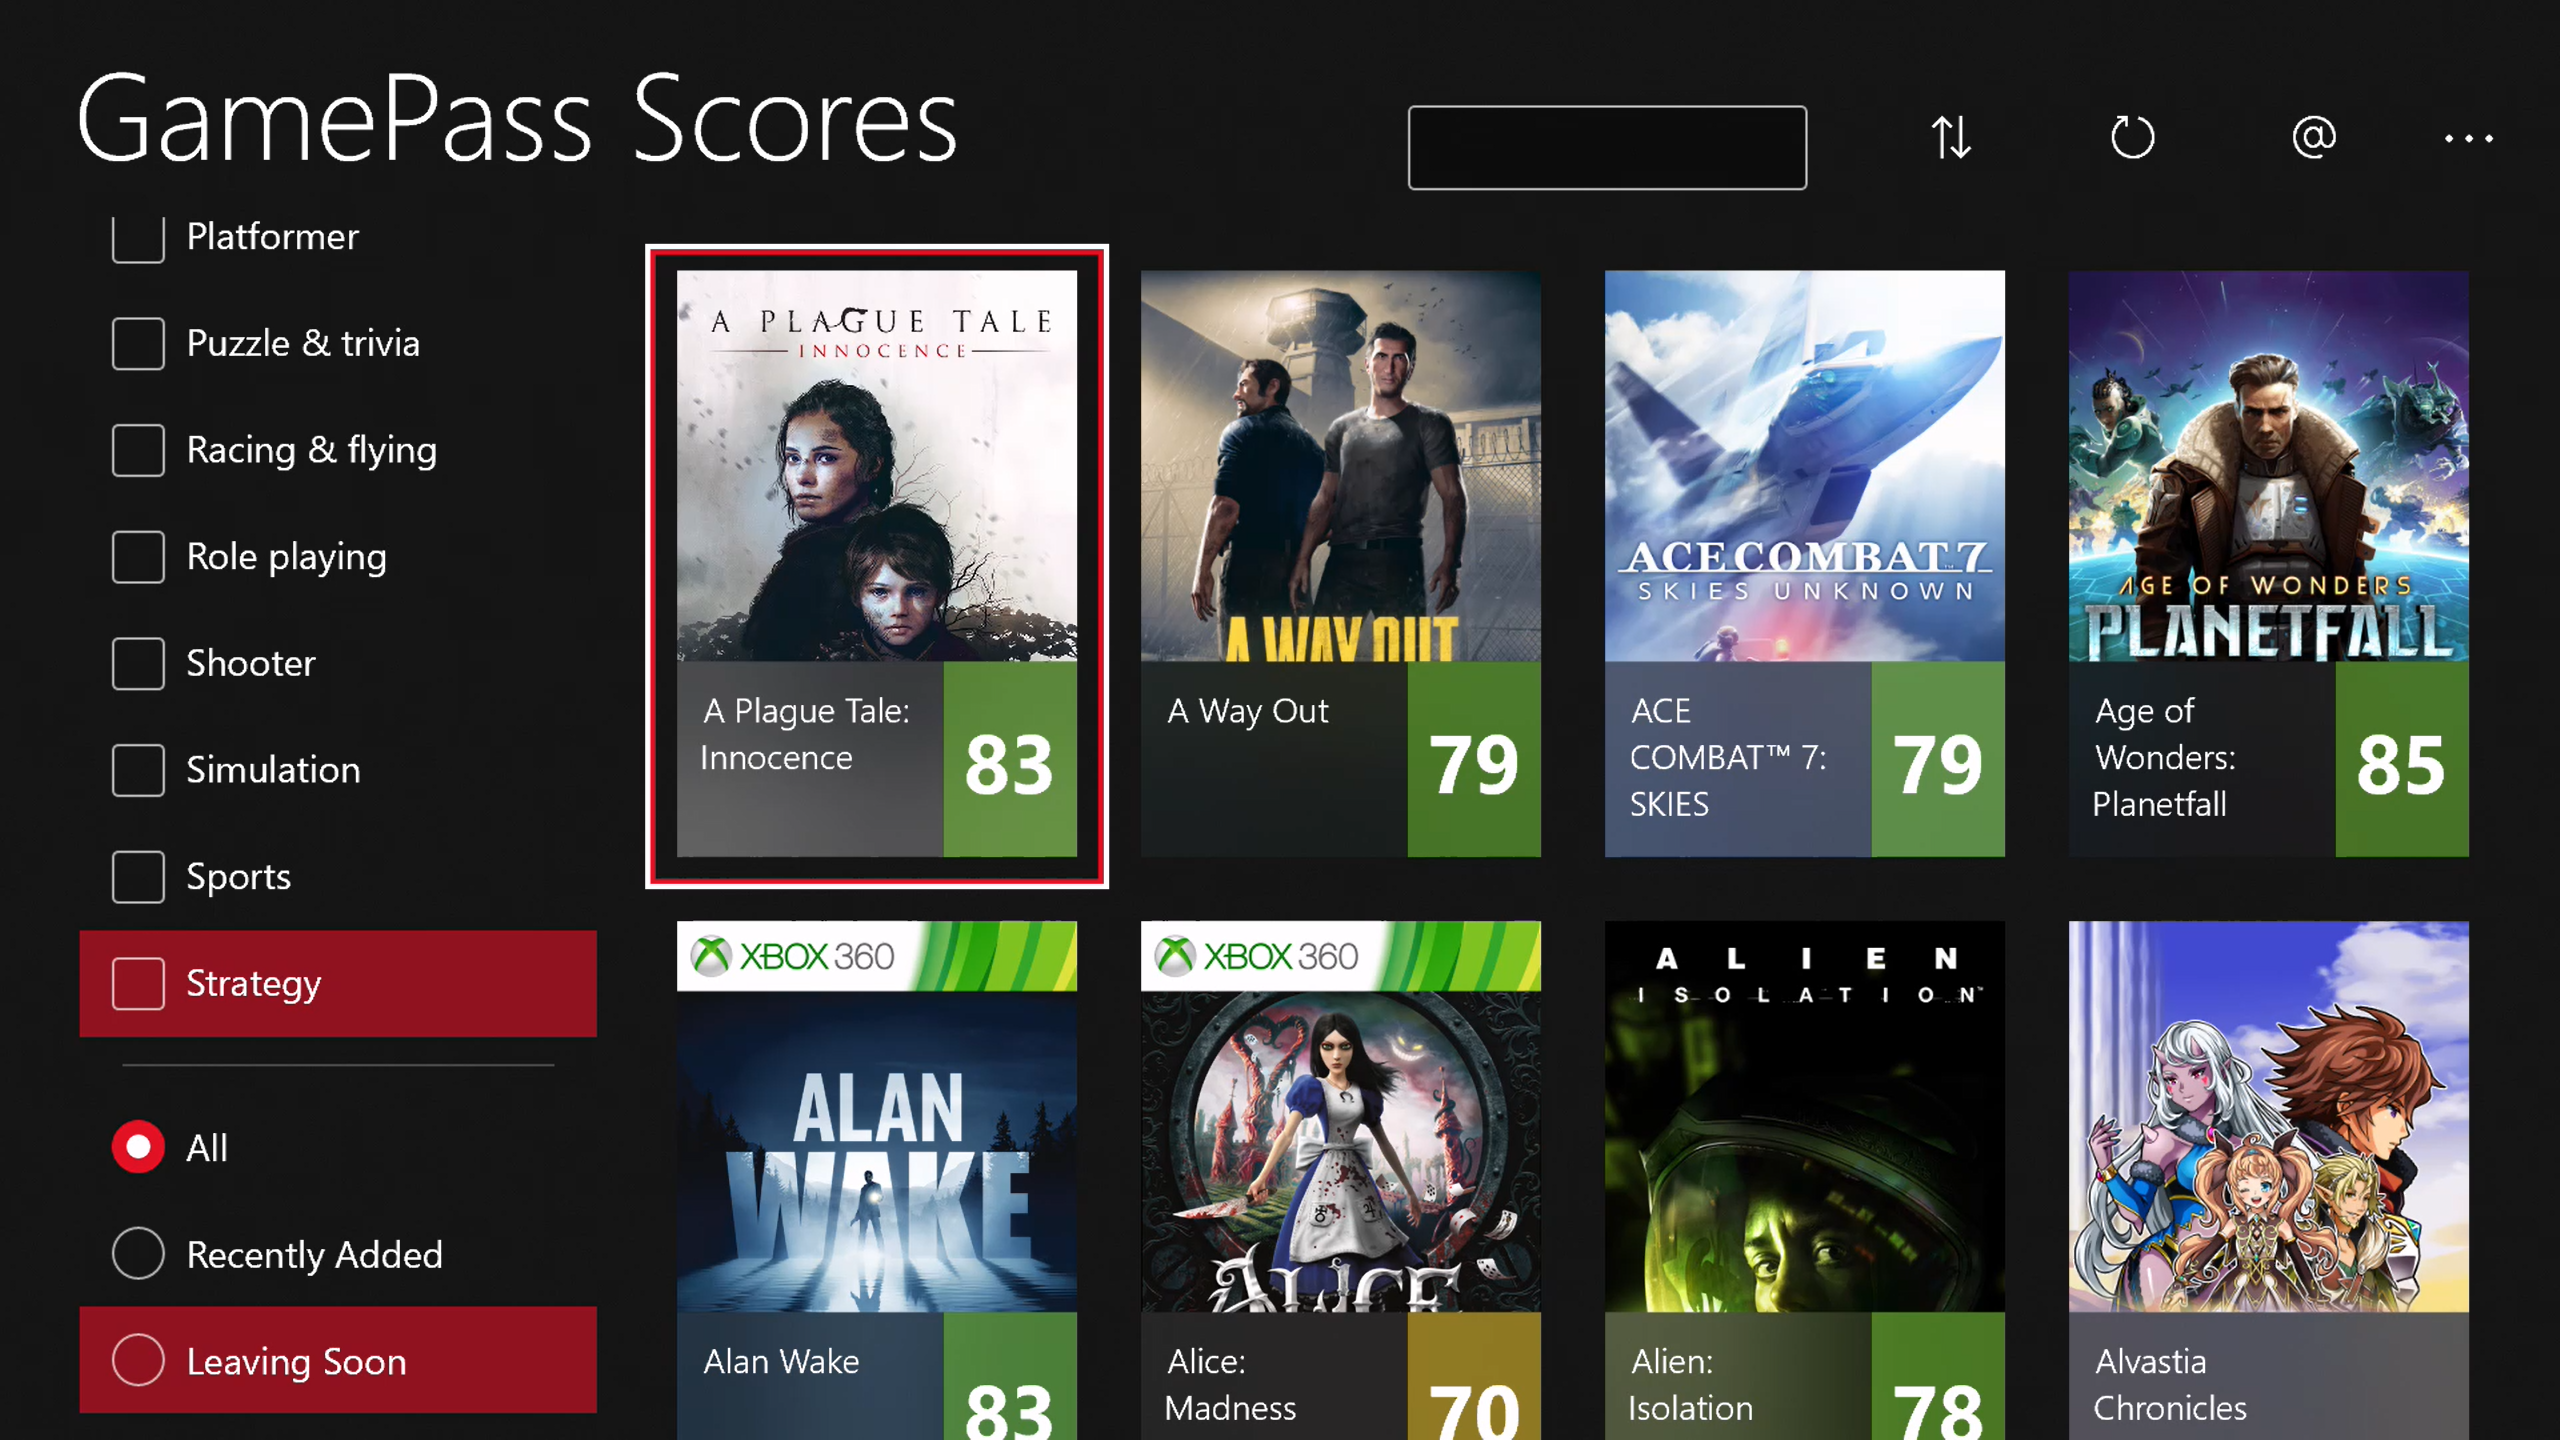 GamePass Scores
@
...
Platformer
Puzzle & trivia
Racing & flying
Role playing
Shooter
Simulation
Sports
Strategy
All
Recently Added
Leaving Soon
A PLAGUE TALE
INNOCENCE
A Plague Tale:
Innocence
83
A WAY OUT
A Way Out
79
ACE COMBAT™ 7
SKIES UNKNOWN
ACE
COMBAT™ 7:
SKIES
79
AGE OF WONDERS
PLANETFALL
Age of
Wonders:
Planetfall
85
XBOX 360
ALAN
WAKE
Alan Wake
83
XBOX 360
ALICE
Alice:
Madness
70
ALIEN
ISOLATION™
Alien:
Isolation
78
Alvastia
Chronicles